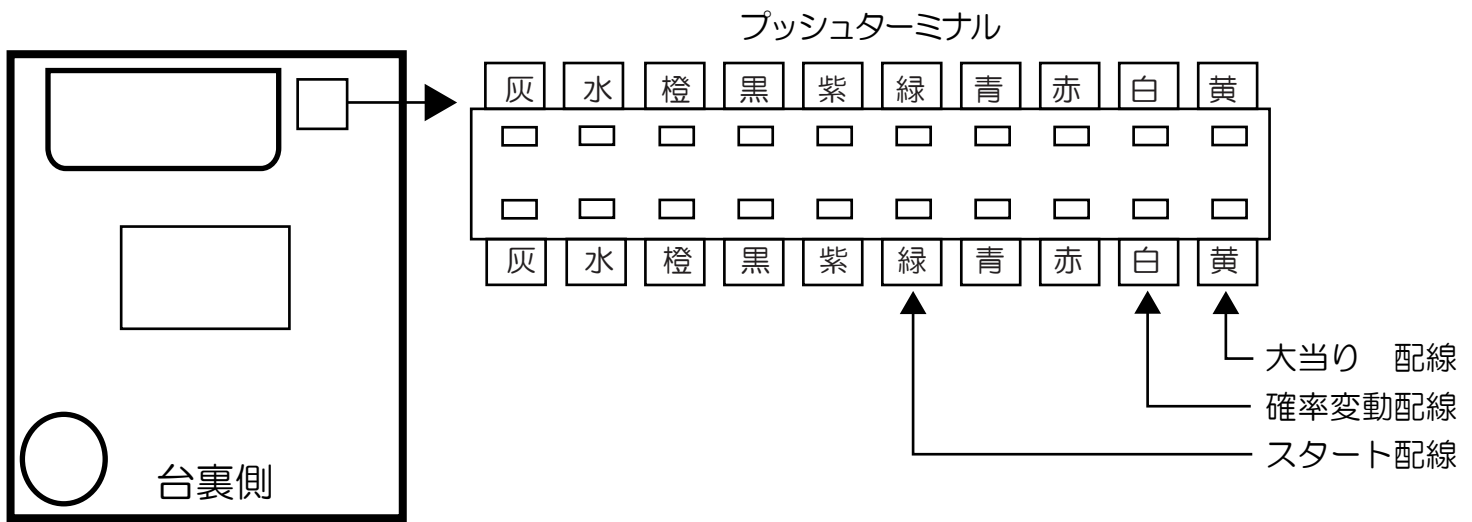 プッシュターミナル
灰 水 橙 黒 紫 緑 青 赤 白 黄
灰 水 橙 黒 紫 緑 青 赤 白 黄
大当り　配線
確率変動配線
スタート配線
台裏側